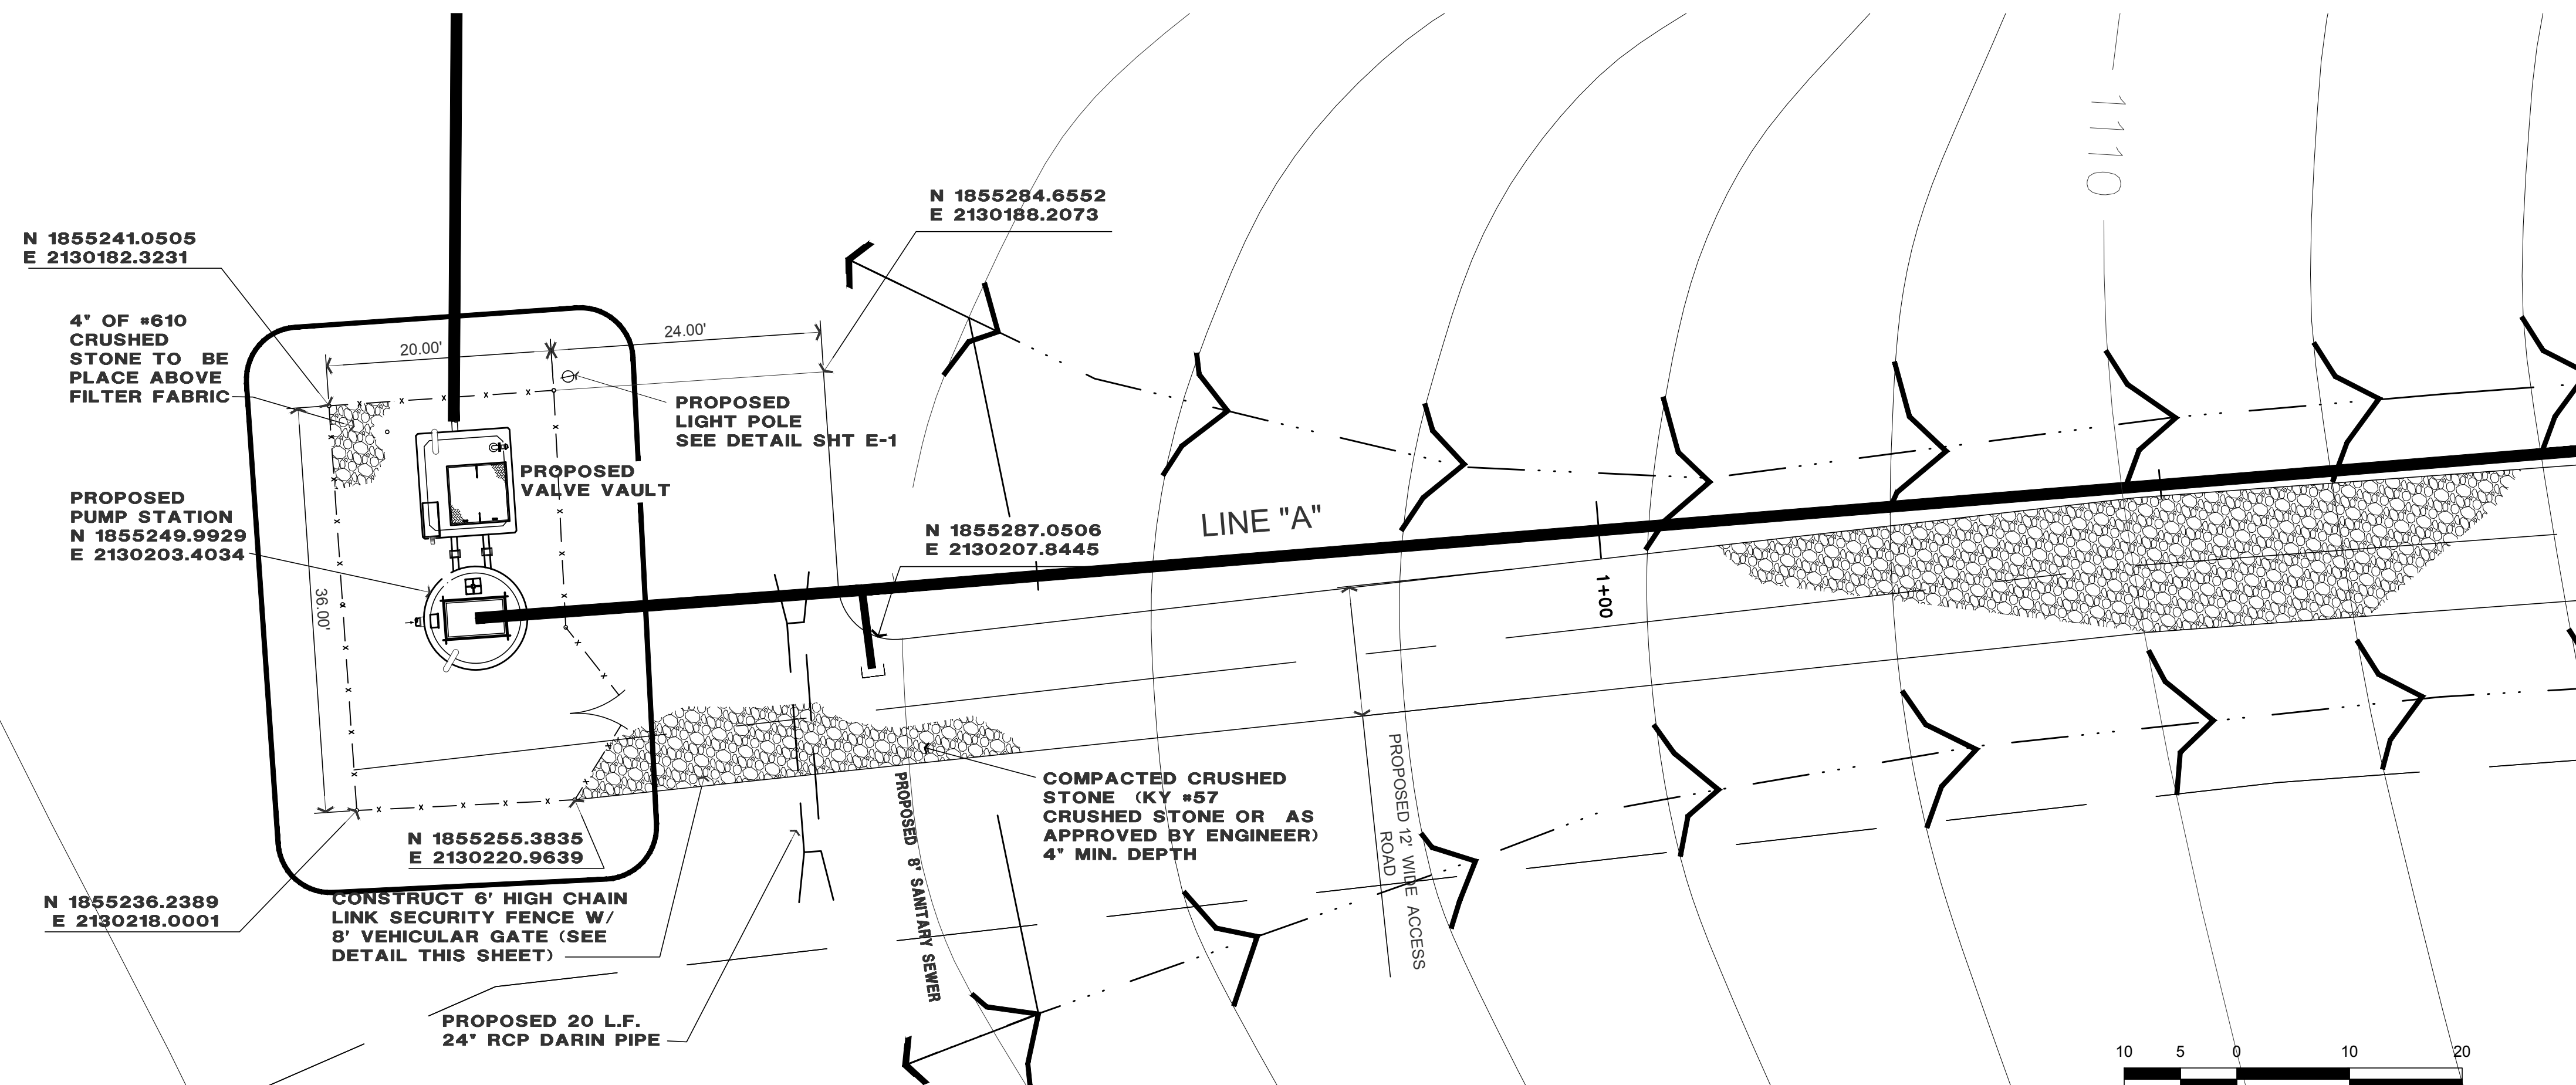 N 1855284.6552
E 2130188.2073
N 1855241.0505
E 2130182.3231
4" OF #610
CRUSHED
STONE TO BE
PLACE ABOVE
FILTER FABRIC
20.00'
24.00'
PROPOSED
LIGHT POLE
SEE DETAIL SHT E-1
PROPOSED
VALVE VAULT
PROPOSED
PUMP STATION
N 1855249.9929
E 2130203.4034
36.00'
N 1855287.0506
E 2130207.8445
LINE "A"
1+00
1110
N 1855255.3835
E 2130220.9639
N 1855236.2389
E 2130218.0001
CONSTRUCT 6' HIGH CHAIN
LINK SECURITY FENCE W/
8' VEHICULAR GATE (SEE
DETAIL THIS SHEET)
PROPOSED 20 L.F.
24" RCP DARIN PIPE
PROPOSED 8" SANITARY SEWER
COMPACTED CRUSHED
STONE (KY #57
CRUSHED STONE OR AS
APPROVED BY ENGINEER)
4" MIN. DEPTH
PROPOSED 12' WIDE ACCESS
ROAD
10 5 0 10 20